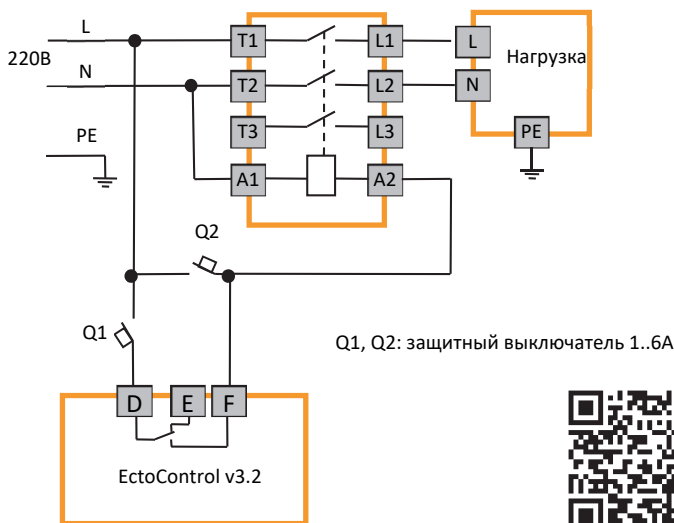 L
T1
L1
L
220В
Нагрузка
N
T2
L2
N
PE
T3
L3
PE
A1
A2
Q2
Q1
Q1, Q2: защитный выключатель 1..6А
D
E
F
EctoControl v3.2